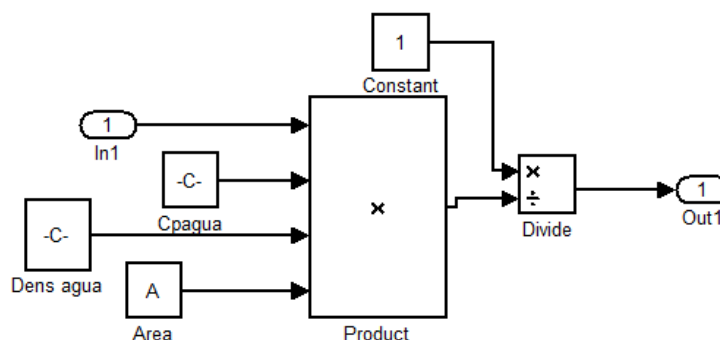 1
Constant
1
In1
-C-
Cpagua
-C-
Dens agua
A
Area
×
Product
×
÷
Divide
1
Out1